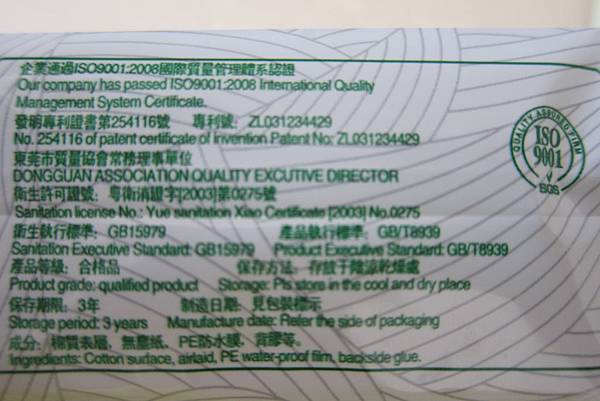 企業通過ISO9001:2008國際質量管理體系認證
Our company has passed ISO9001:2008 International Quality
Management System Certificate.
發明專利證書第254116號 專利號: ZL031234429
No. 254116 of patent certificate of Invention Patent No: ZL031234429
東莞市質量協會常務理事單位
DONGGUAN ASSOCIATION QUALITY EXCUTIVE DIRECTOR
衛生許可證號: 粵衛消證字[2003]第0275號
Sanitation license No.: Yue sanitation Xiao Certificate [2003] No.0275
衛生執行標準: GB15979 產品執行標準: GB/T8939
Sanitation Executive Standard: GB15979 Product Executive Standard: GB/T8939
產品等級: 合格品 保存方法: 存放于陰涼乾燥處
Product grade: qualified product Storage: Pls store in the cool and dry place
保存期限: 3年 制造日期: 見包裝標示
Storage period: 3 years Manufacture date: Refer the side of packaging
成分: 棉質表層、無塵紙、PE防水膜、背膠等。
Ingredients: Cotton surdace, airlaid, PE water-proof film, backside glue.
QUALITY ASSURED FIRM
ISO
9001
SGS